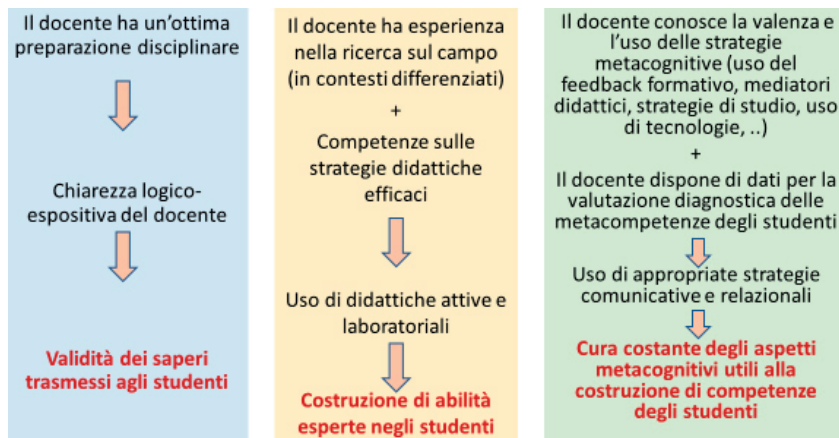 Il docente ha un’ottima
preparazione disciplinare
Chiarezza logico-
espositiva del docente
Validità dei saperi
trasmessi agli studenti
Il docente ha esperienza
nella ricerca sul campo
(in contesti differenziati)
+
Competenze sulle
strategie didattiche
efficaci
Uso di didattiche attive e
laboratoriali
Costruzione di abilità
esperte negli studenti
Il docente conosce la valenza e
l’uso delle strategie
metacognitive (uso del
feedback formativo, mediatori
didattici, strategie di studio, uso
di tecnologie, ..)
+
Il docente dispone di dati per la
valutazione diagnostica delle
metacompetenze degli studenti
Uso di appropriate strategie
comunicative e relazionali
Cura costante degli aspetti
metacognitivi utili alla
costruzione di competenze
degli studenti